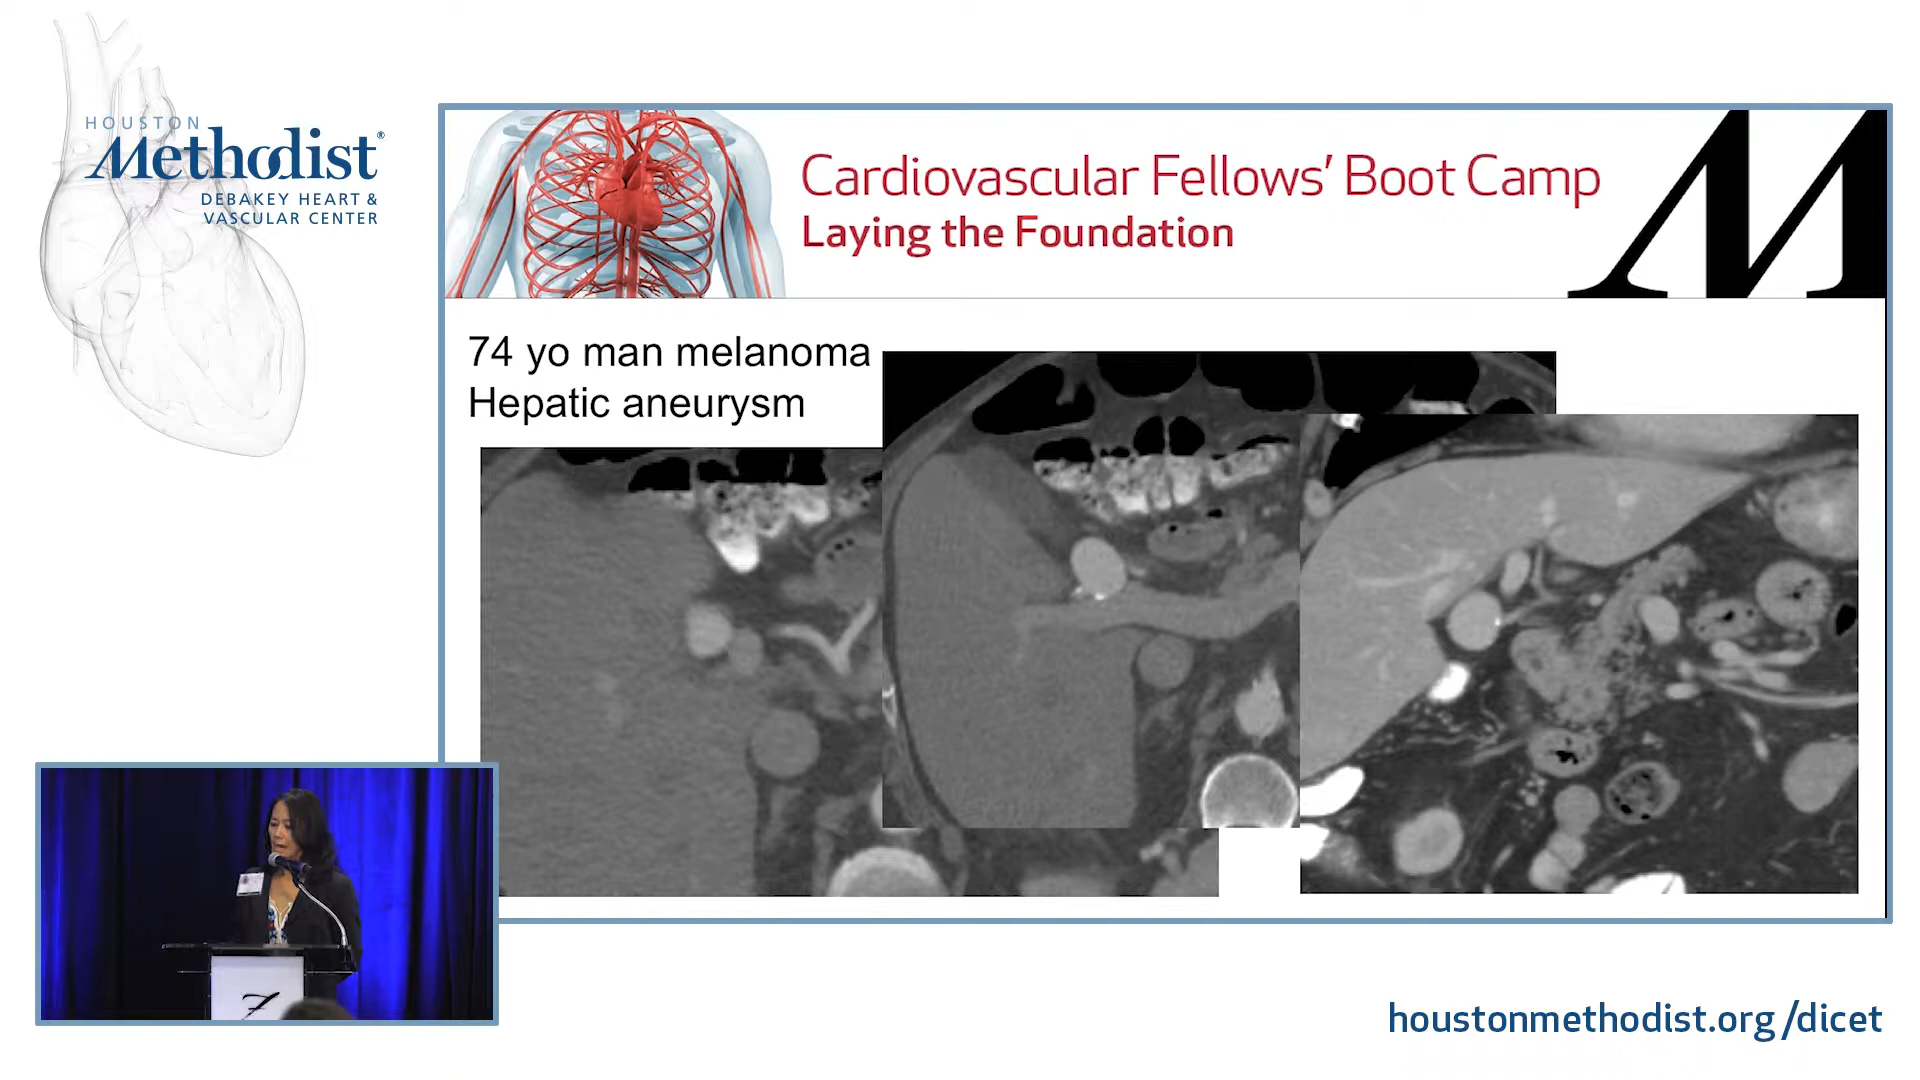 HOUSTON
Methodist®
DEBAKEY HEART &
VASCULAR CENTER
Cardiovascular Fellows' Boot Camp
Laying the Foundation
74 yo man melanoma
Hepatic aneurysm
houstonmethodist.org/dicet